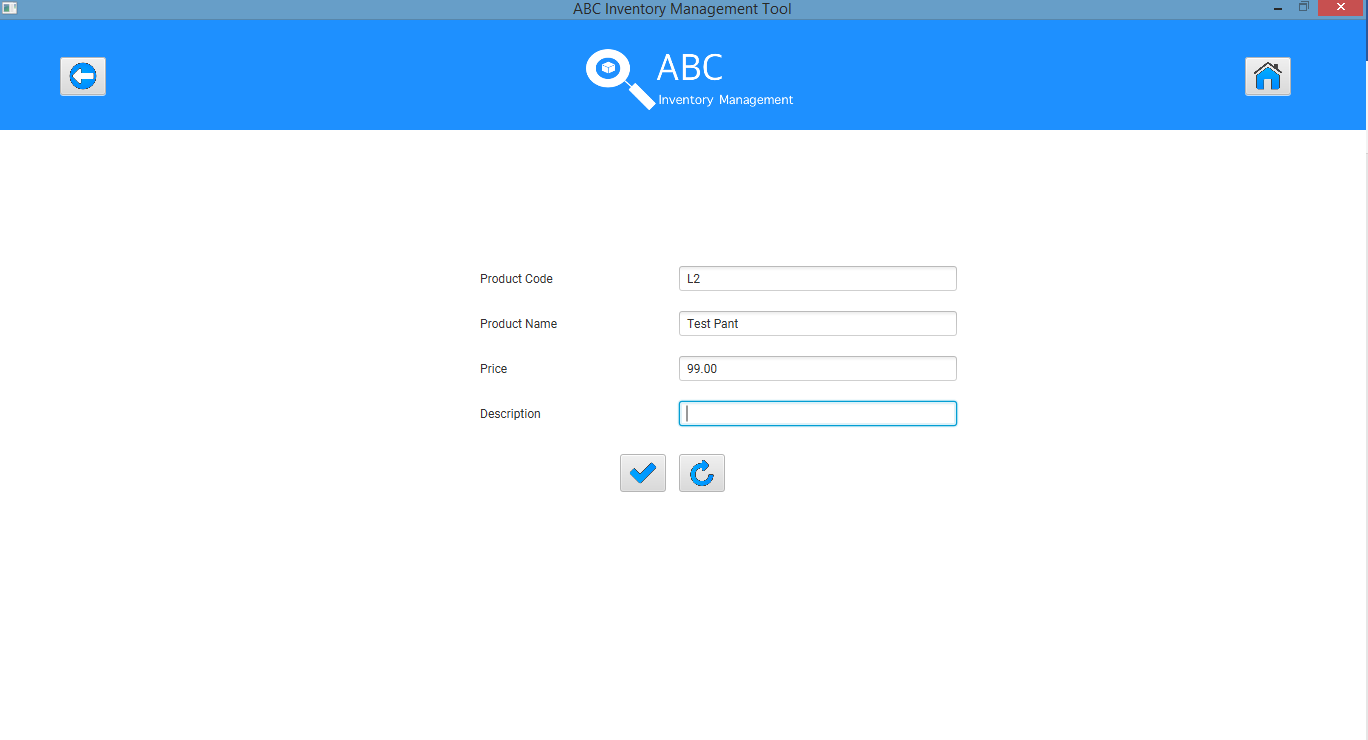 ABC Inventory Management Tool
ABC
Inventory Management
Product Code L2
Product Name Test Pant
Price 99.00
Description